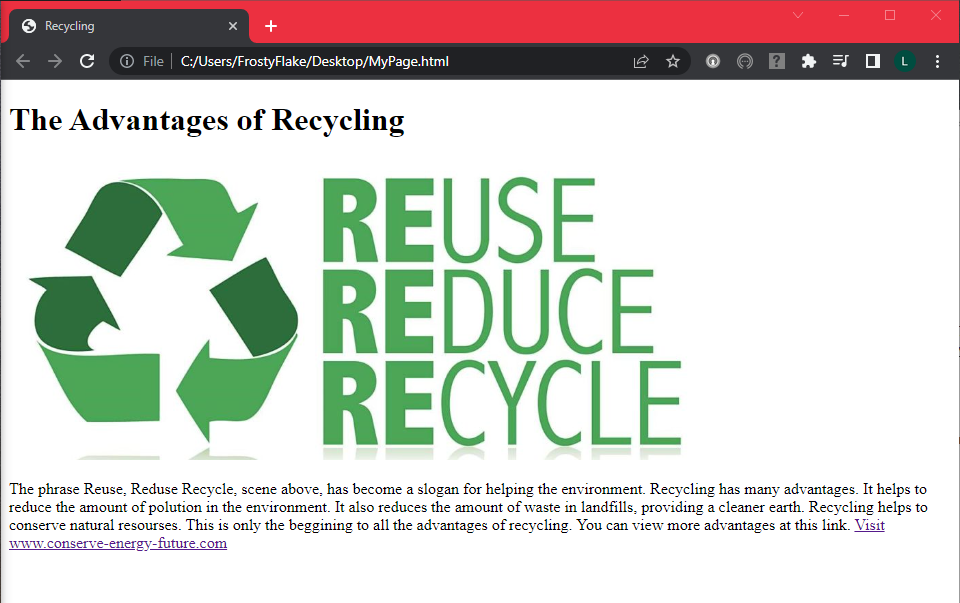 Recycling
File
C:/Users/FrostyFlake/Desktop/MyPage.html
L
The Advantages of Recycling
REUSE
REDUCE
RECYCLE
The phrase Reuse, Reduse Recycle, scene above, has become a slogan for helping the environment. Recycling has many advantages. It helps to
reduce the amount of polution in the environment. It also reduces the amount of waste in landfills, providing a cleaner earth. Recycling helps to
conserve natural resourses. This is only the beggining to all the advantages of recycling. You can view more advantages at this link. Visit
www.conserve-energy-future.com